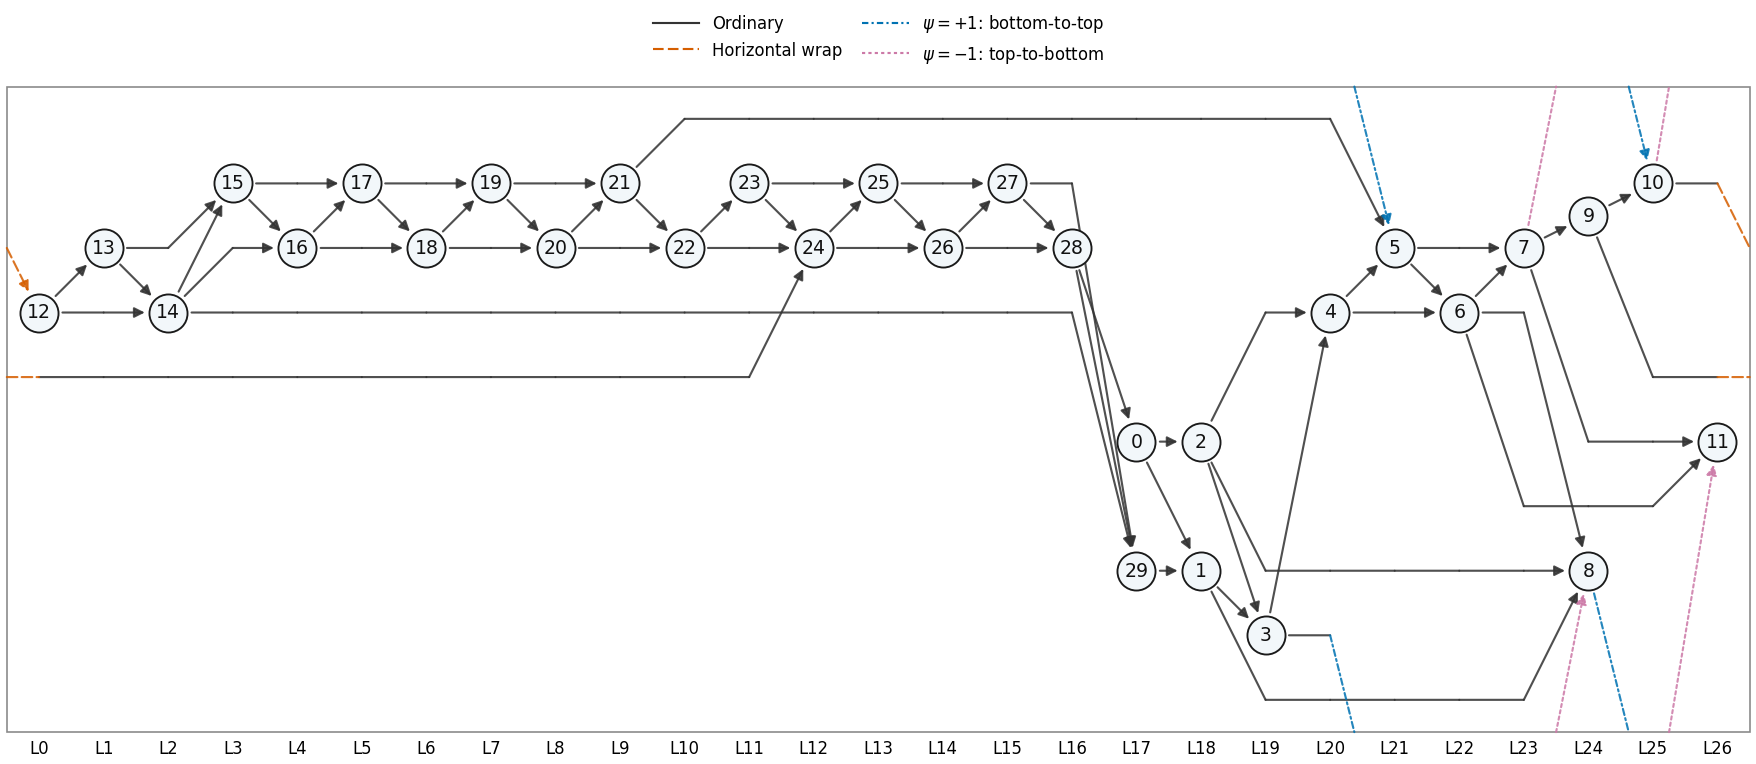 Ordinary
Horizontal wrap
ψ = +1: bottom-to-top
ψ = −1: top-to-bottom
15 17 19 21 23 25 27 10
9
13 16 18 20 22 24 26 28 5 7
12 14 4 6
0 2 11
29 1 8
3
L0 L1 L2 L3 L4 L5 L6 L7 L8 L9 L10 L11 L12 L13 L14 L15 L16 L17 L18 L19 L20 L21 L22 L23 L24 L25 L26